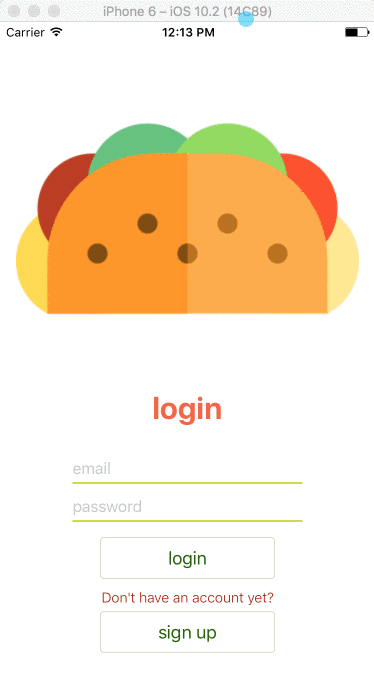 iPhone 6 – iOS 10.2 (14C89)
Carrier 12:13 PM
login
email
password
login
Don't have an account yet?
sign up